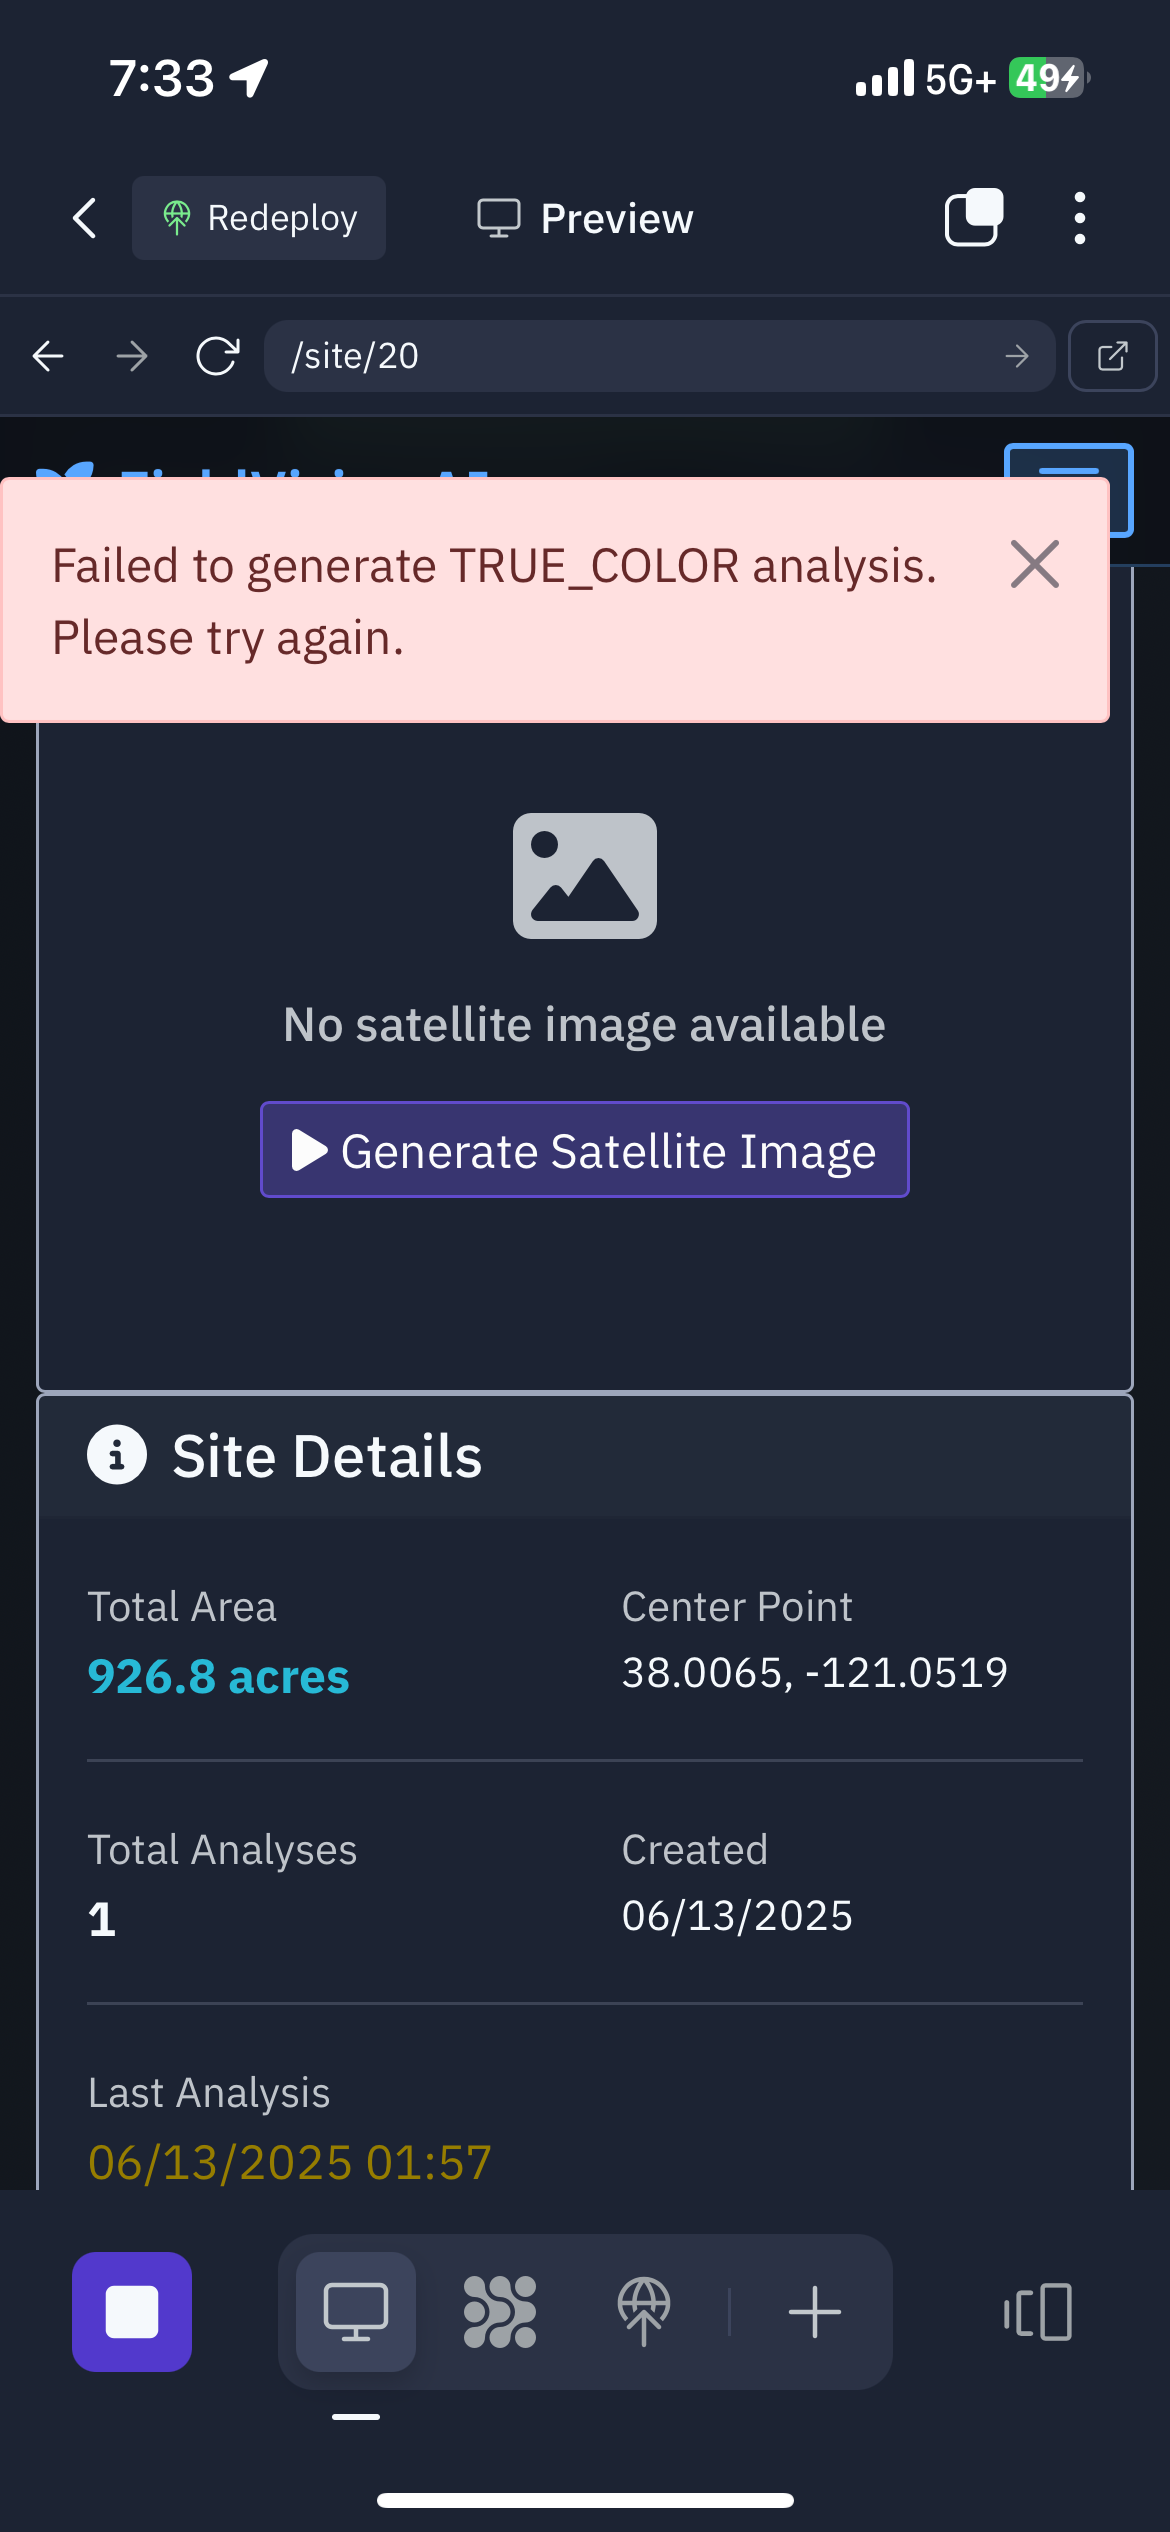 7:33
5G+
49
Redeploy
Preview
/site/20
Failed to generate TRUE_COLOR analysis.
Please try again.
No satellite image available
Generate Satellite Image
Site Details
Total Area
Center Point
926.8 acres
38.0065, -121.0519
Total Analyses
Created
1
06/13/2025
Last Analysis
06/13/2025 01:57